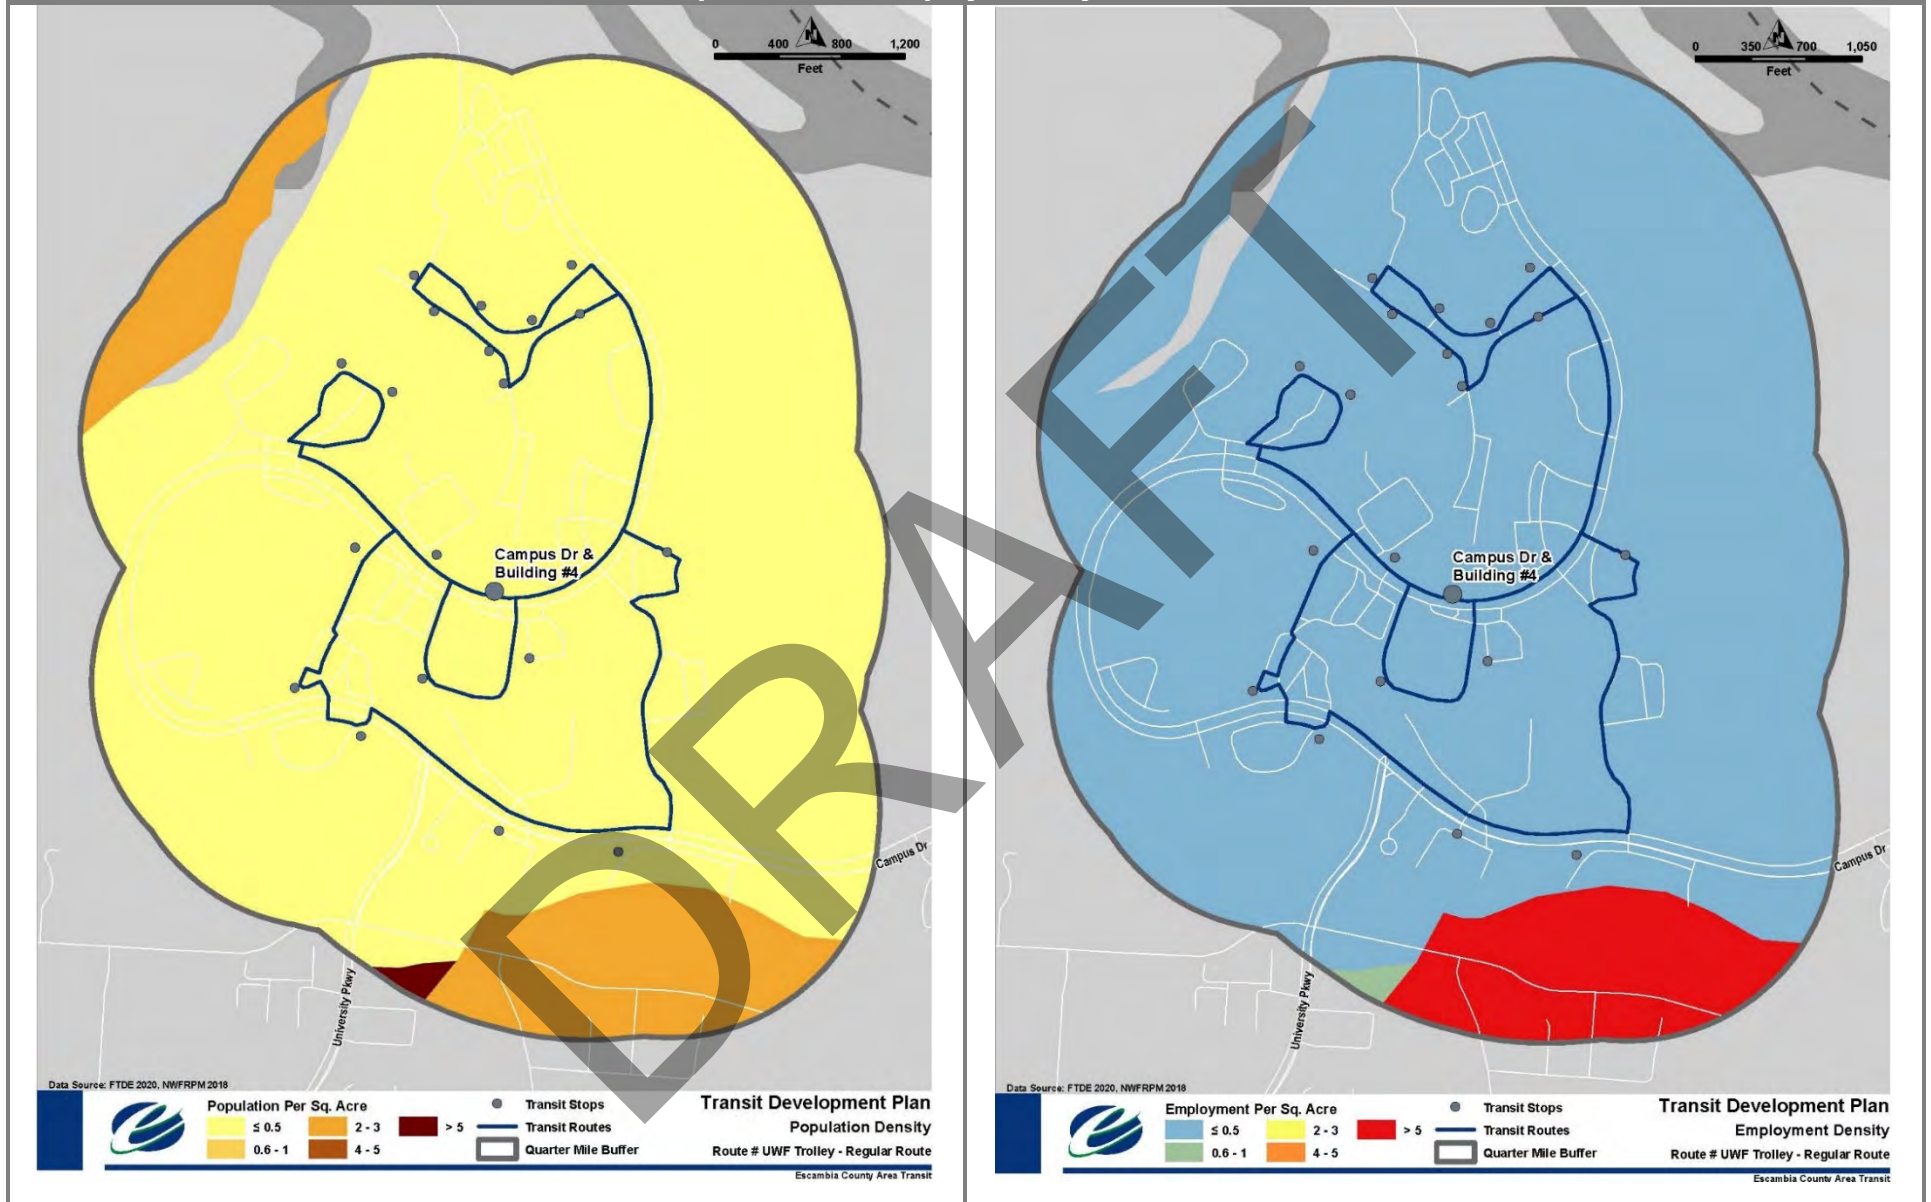 0 400 800 1,200
N
Feet
Campus Dr &
Building #4
Campus Dr
University Pkwy
Data Source: FTDE 2020, NWFRPM 2018
Population Per Sq. Acre
≤ 0.5
2 - 3
> 5
0.6 - 1
4 - 5
Transit Stops
Transit Routes
Quarter Mile Buffer
Transit Development Plan
Population Density
Route # UWF Trolley - Regular Route
Escambia County Area Transit
0 350 700 1,050
N
Feet
Campus Dr &
Building #4
Campus Dr
University Pkwy
Data Source: FTDE 2020, NWFRPM 2018
Employment Per Sq. Acre
≤ 0.5
2 - 3
> 5
0.6 - 1
4 - 5
Transit Stops
Transit Routes
Quarter Mile Buffer
Transit Development Plan
Employment Density
Route # UWF Trolley - Regular Route
Escambia County Area Transit
DRAFT